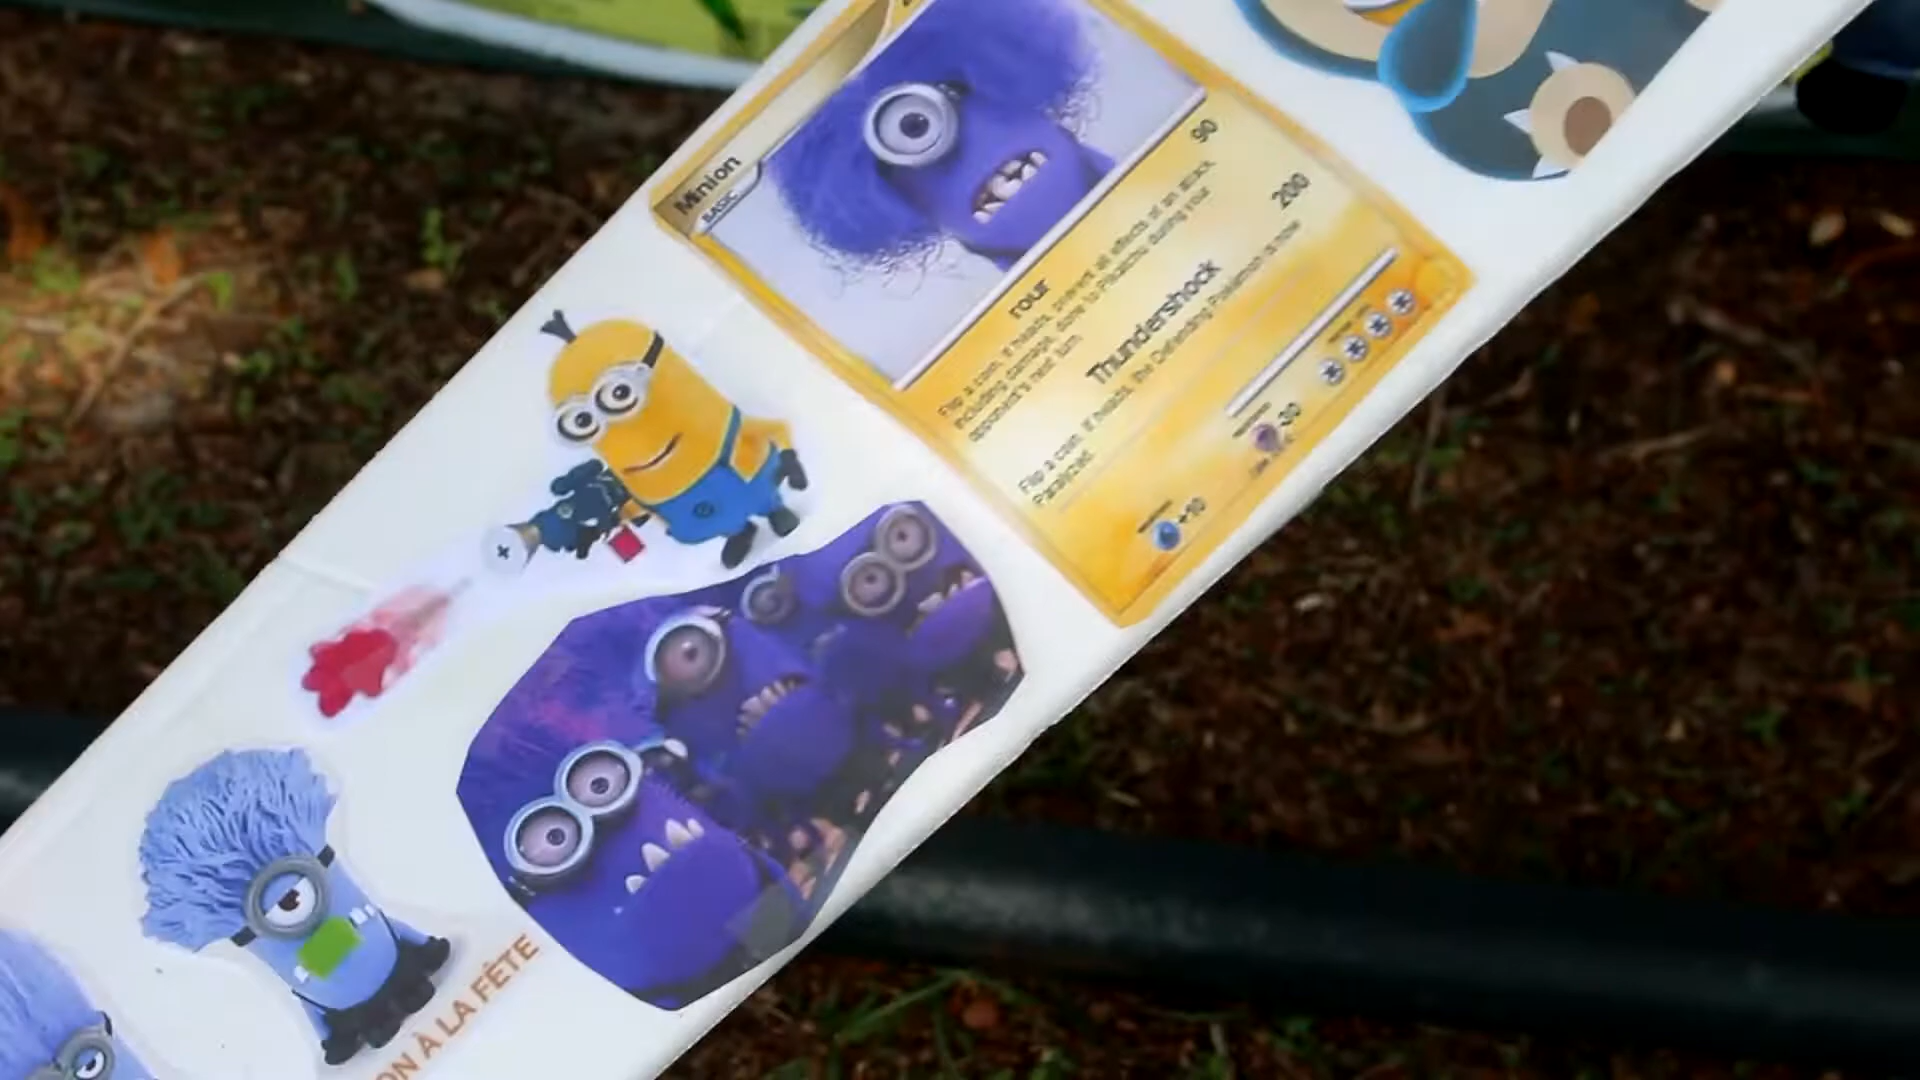 Minion
BASIC
rour
90
Flip a coin. If heads, prevent all effects of an attack,
including damage, done to Pikachu during your
opponent's next turn.
Thundershock
200
Flip a coin. If heads, the Defending Pokémon is now
Paralyzed.
+10
-30
ON À LA FÊTE